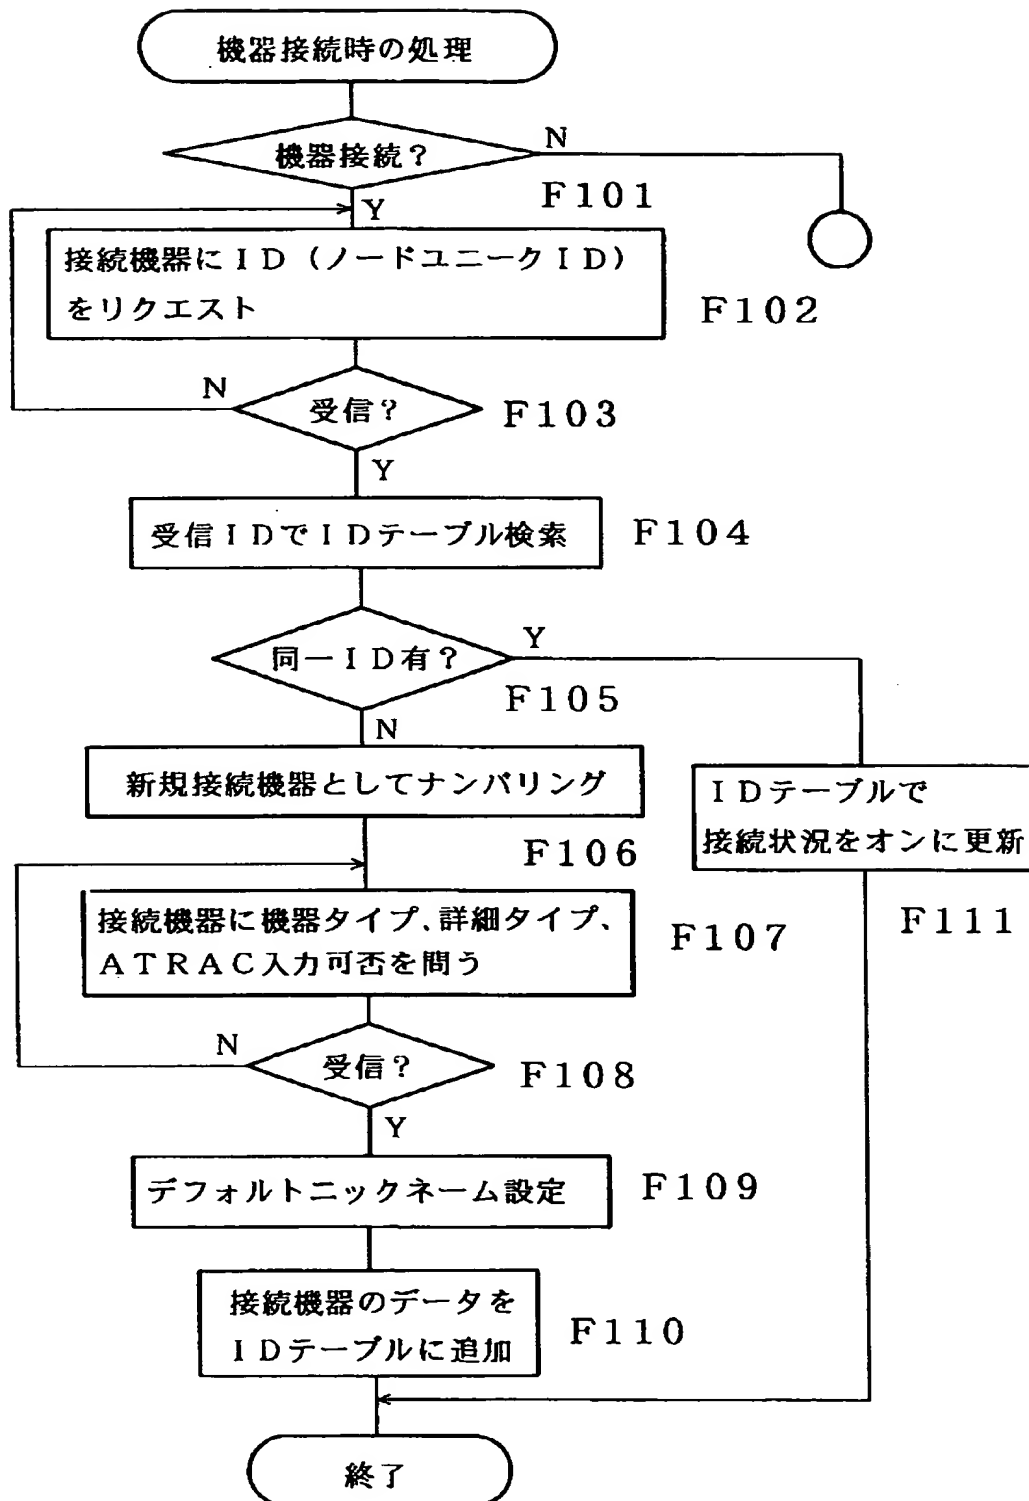 機器接続時の処理
機器接続？
N
F101
Y
接続機器にＩＤ（ノードユニークＩＤ）
をリクエスト
F102
N
受信？
F103
Y
受信ＩＤでＩＤテーブル検索
F104
同一ＩＤ有？
Y
F105
N
新規接続機器としてナンバリング
F106
ＩＤテーブルで
接続状況をオンに更新
F111
接続機器に機器タイプ、詳細タイプ、
ＡＴＲＡＣ入力可否を問う
F107
N
受信？
F108
Y
デフォルトニックネーム設定
F109
接続機器のデータを
ＩＤテーブルに追加
F110
終了